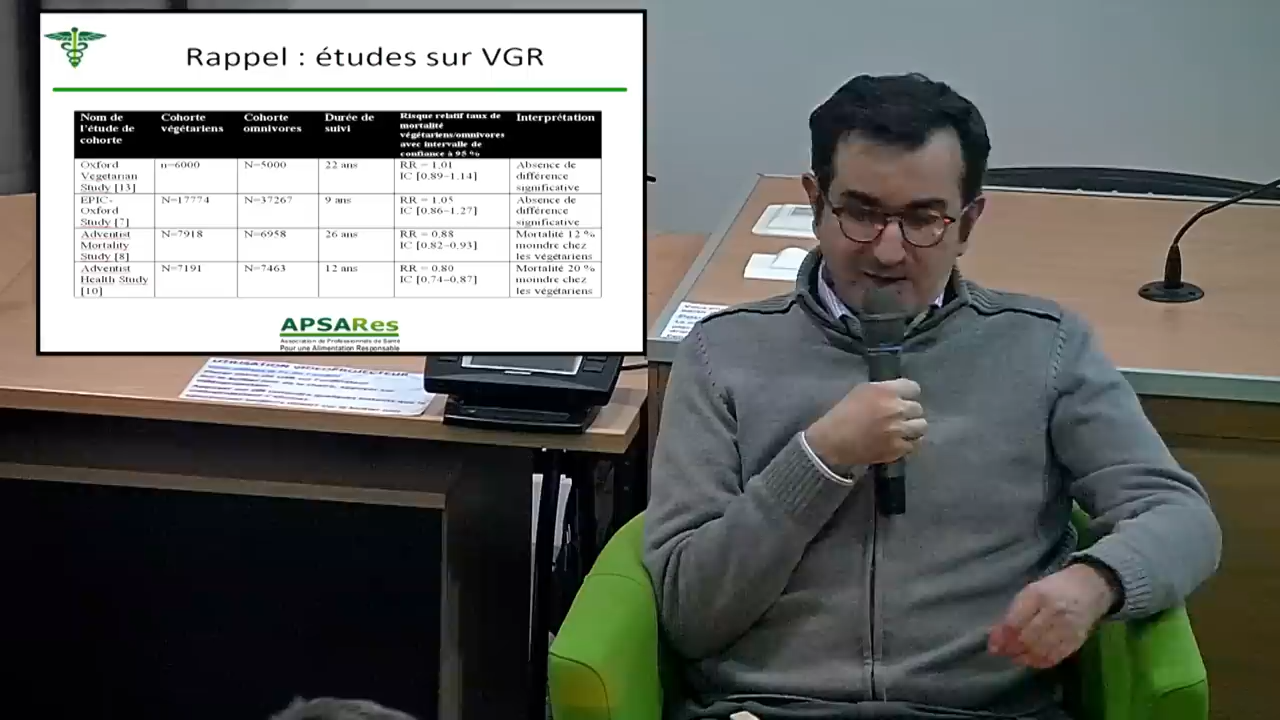 Rappel : études sur VGR
Nom de l'étude de cohorte
Cohorte végétariens
Cohorte omnivores
Durée de suivi
Risque relatif taux de mortalité végétariens/omnivores avec intervalle de confiance à 95 %
Interprétation
Oxford Vegetarian Study [13]
n=6000
N=5000
22 ans
RR = 1.01
IC [0.89–1.14]
Absence de différence significative
EPIC-Oxford Study [7]
N=17774
N=37267
9 ans
RR = 1.05
IC [0.86–1.27]
Absence de différence significative
Adventist Mortality Study [8]
N=7918
N=6958
26 ans
RR = 0.88
IC [0.82–0.93]
Mortalité 12 % moindre chez les végétariens
Adventist Health Study [10]
N=7191
N=7463
12 ans
RR = 0.80
IC [0.74–0.87]
Mortalité 20 % moindre chez les végétariens
APSARes
Association de Professionnels de Santé
Pour une Alimentation Responsable
UTILISATION VIDEOPROJECTEUR